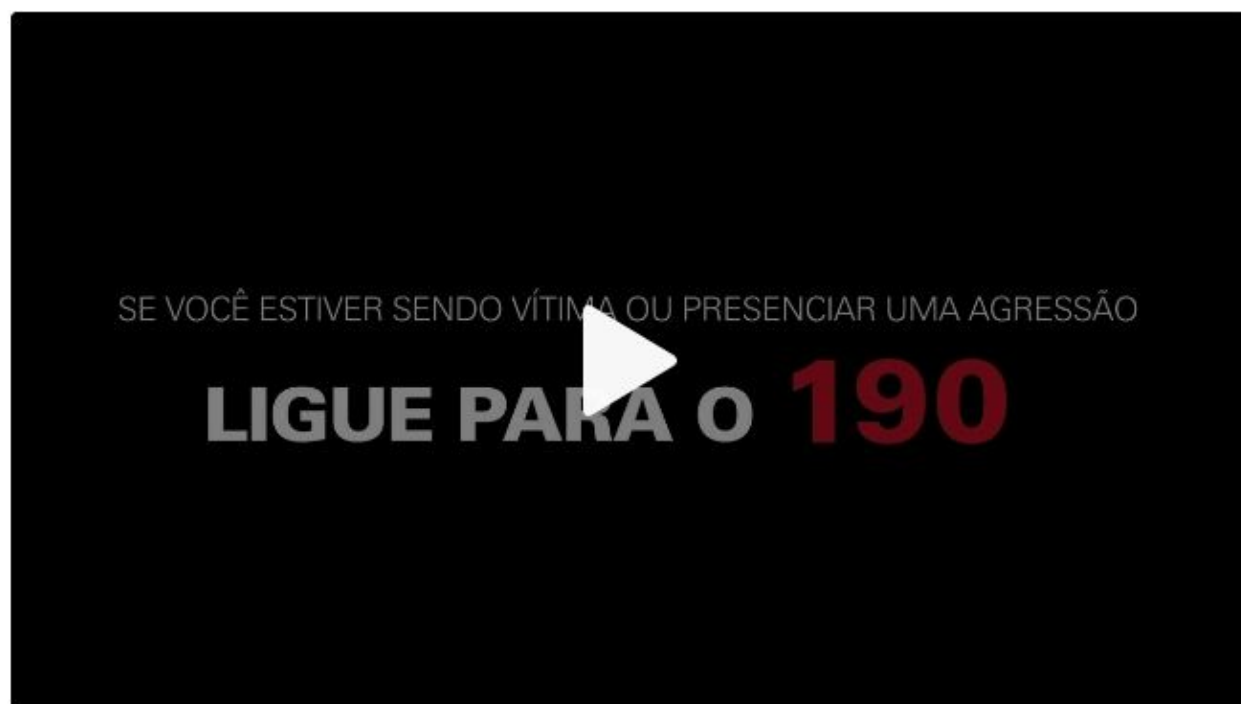 SE VOCÊ ESTIVER SENDO VÍTIMA OU PRESENCIAR UMA AGRESSÃO
LIGUE PARA O 190